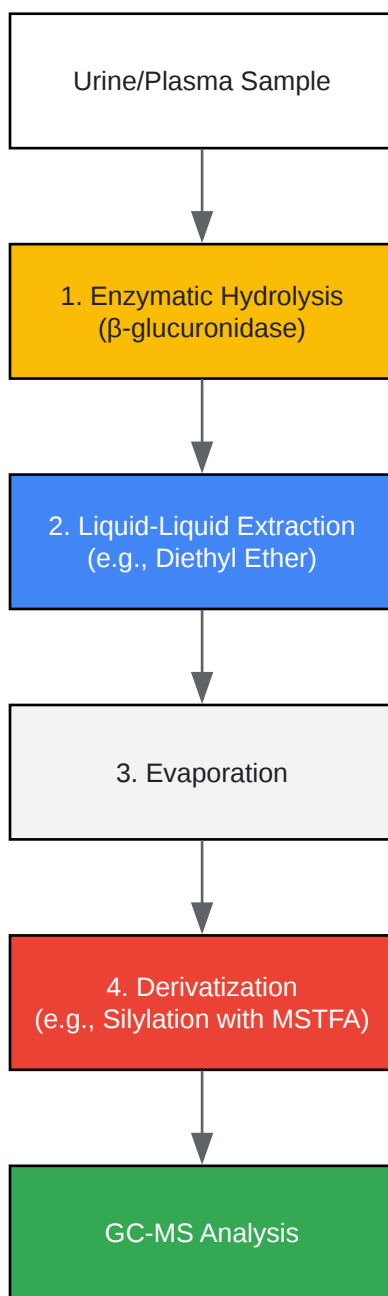 Urine/Plasma Sample
1. Enzymatic Hydrolysis
(β-glucuronidase)
2. Liquid-Liquid Extraction
(e.g., Diethyl Ether)
3. Evaporation
4. Derivatization
(e.g., Silylation with MSTFA)
GC-MS Analysis